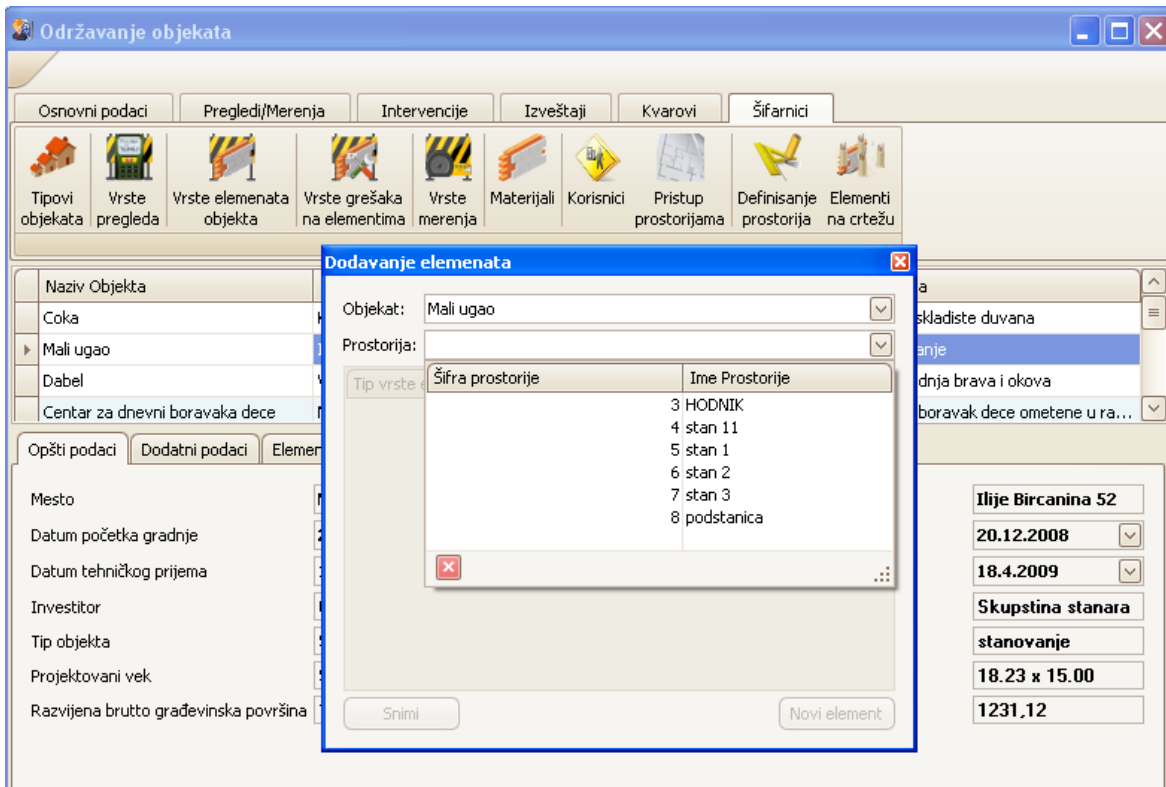 Održavanje objekata
Osnovni podaci Pregledi/Merenja Intervencije Izveštaji Kvarovi Šifarnici
Tipovi objekata
Vrste pregleda
Vrste elemenata objekta
Vrste grešaka na elementima
Vrste merenja
Materijali
Korisnici
Pristup prostorijama
Definisanje prostorija
Elementi na crtežu
Dodavanje elemenata
Naziv Objekta
Objekat: Mali ugao
Coka skladiste duvana
Prostorija:
Mali ugao
Tip vrste
Šifra prostorije Ime Prostorije
Dabel dnja brava i okova
3 HODNIK
Centar za dnevni boravaka dece boravak dece ometene u ra...
4 stan 11
Opšti podaci Dodatni podaci Elemen
5 stan 1
6 stan 2
7 stan 3
8 podstanica
Mesto Ilije Bircanina 52
Datum početka gradnje 20.12.2008
Datum tehničkog prijema 18.4.2009
Investitor Skupstina stanara
Tip objekta stanovanje
Projektovani vek 18.23 x 15.00
Razvijena brutto građevinska površina 1231,12
Snimi Novi element